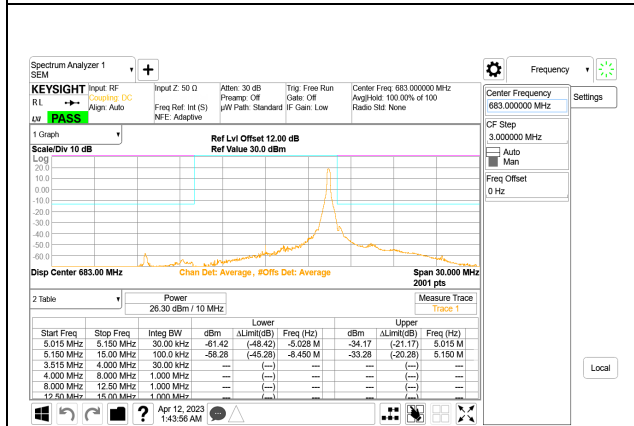 Spectrum Analyzer 1
SEM
Frequency
KEYSIGHT Input: RF Input Z: 50 Ω Atten: 30 dB Trig: Free Run Center Freq: 683.000000 MHz
RL Coupling: DC Preamp: Off Gate: Off Avg|Hold: 100.00% of 100
Align: Auto Freq Ref: Int (S) µW Path: Standard IF Gain: Low Radio Std: None
LXI PASS NFE: Adaptive
Center Frequency
683.000000 MHz
Settings
CF Step
3.000000 MHz
Auto
Man
Freq Offset
0 Hz
Local
1 Graph
Ref Lvl Offset 12.00 dB
Scale/Div 10 dB Ref Value 30.0 dBm
Log
20.0
10.0
0.00
-10.0
-20.0
-30.0
-40.0
-50.0
-60.0
Disp Center 683.00 MHz Chan Det: Average, #Offs Det: Average Span 30.000 MHz
2001 pts
2 Table Power Measure Trace
26.30 dBm / 10 MHz Trace 1
Lower Upper
Start Freq Stop Freq Integ BW dBm ΔLimit(dB) Freq (Hz) dBm ΔLimit(dB) Freq (Hz)
5.015 MHz 5.150 MHz 30.00 kHz -61.42 (-48.42) -5.028 M -34.17 (-21.17) 5.015 M
5.150 MHz 15.00 MHz 100.0 kHz -58.28 (-45.28) -8.450 M -33.28 (-20.28) 5.150 M
3.515 MHz 4.000 MHz 30.00 kHz --- (---) --- --- (---) ---
4.000 MHz 8.000 MHz 1.000 MHz --- (---) --- --- (---) ---
8.000 MHz 12.50 MHz 1.000 MHz --- (---) --- --- (---) ---
12.50 MHz 15.00 MHz 1.000 MHz --- (---) --- --- (---) ---
? Apr 12, 2023
1:43:56 AM